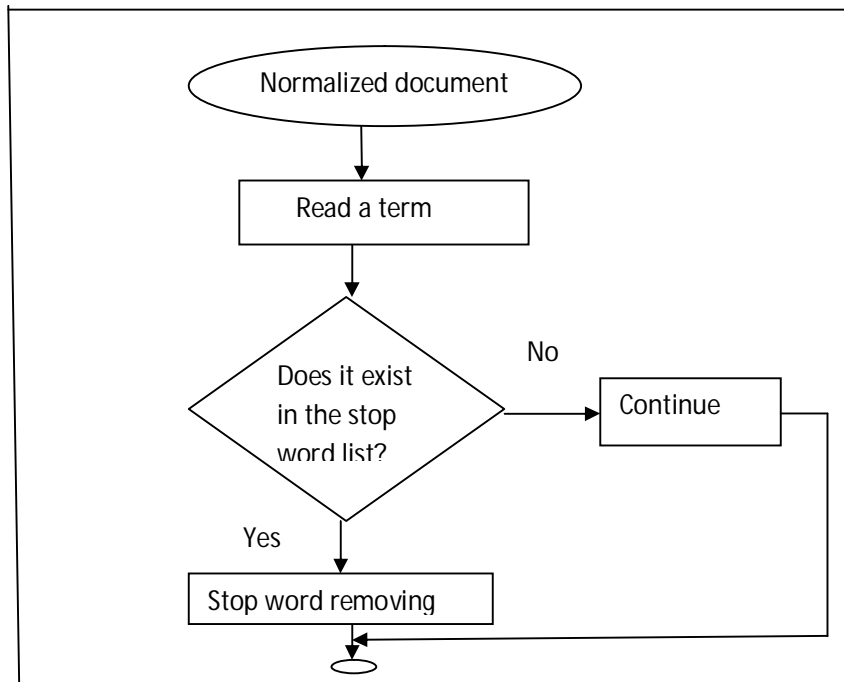 Normalized document
Read a term
Does it exist
in the stop
word list?
No
Continue
Yes
Stop word removing